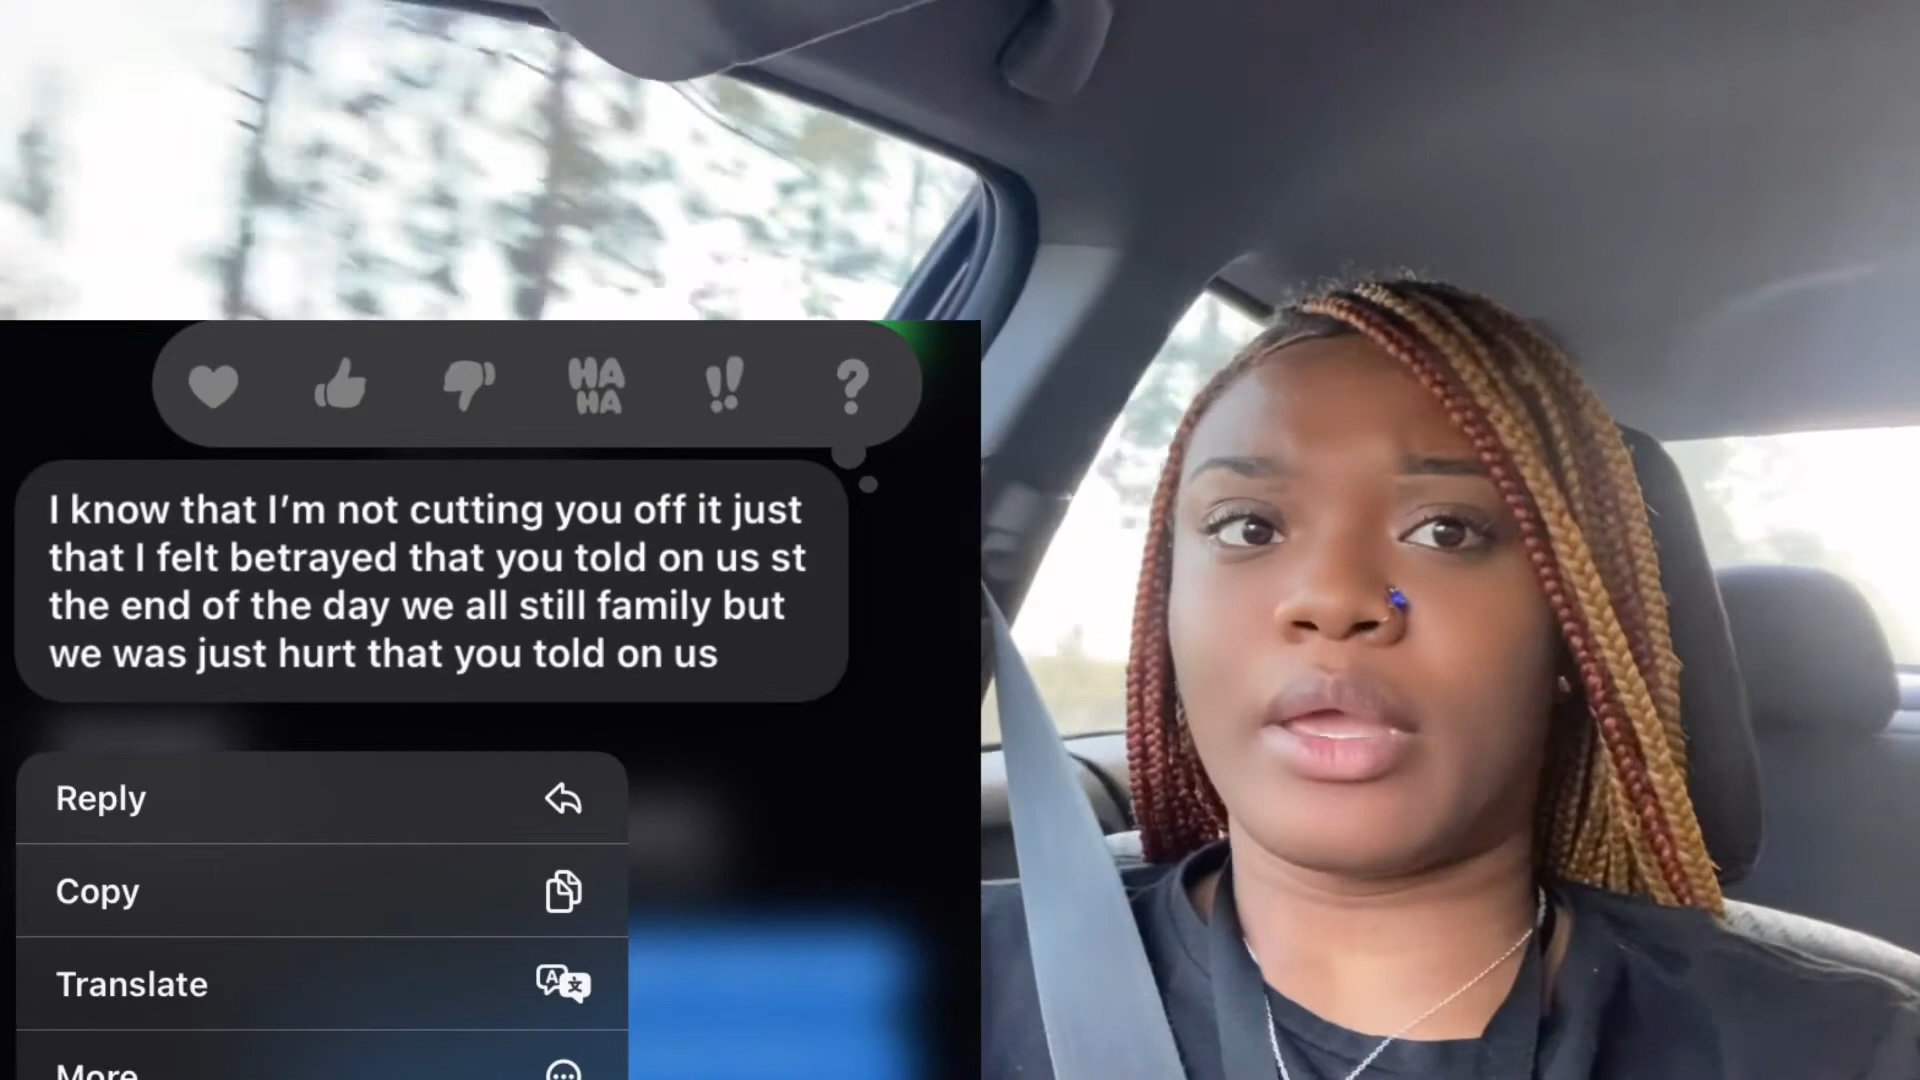 HA
HA
!!
?
I know that I’m not cutting you off it just
that I felt betrayed that you told on us st
the end of the day we all still family but
we was just hurt that you told on us
Reply
Copy
Translate
More